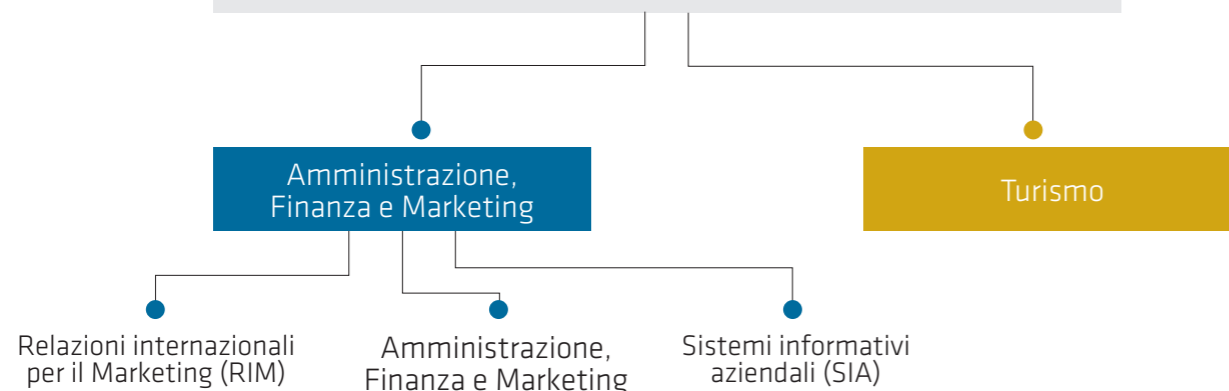 Amministrazione,
Finanza e Marketing
Turismo
Relazioni internazionali
per il Marketing (RIM)
Amministrazione,
Finanza e Marketing
Sistemi informativi
aziendali (SIA)